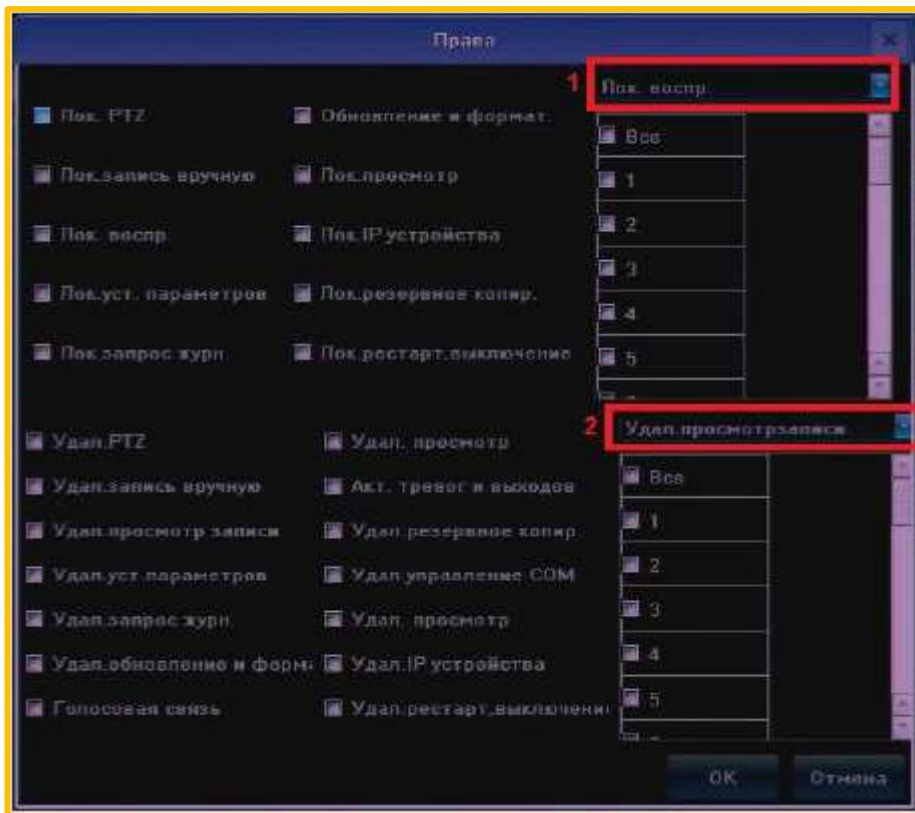 Права
1 Лок. воспр.
Лок. PTZ
Обновление и формат.
Все
Лок.запись вручную
Лок.просмотр
1
Лок. воспр.
Лок.IP устройства
2
3
Лок.уст. параметров
Лок.резервное копир.
4
Лок.запрос журн.
Лок.рестарт,выключение
5
2 Удал.просмотрзаписи
Удал.PTZ
Удал. просмотр
Все
Удал.запись вручную
Акт. тревог и выходов
1
Удал.просмотр записи
Удал.резервное копир.
2
Удал.уст.параметров
Удал.управление COM
3
Удал.запрос журн.
Удал. просмотр
4
Удал.обновление и форма
Удал.IP устройства
5
Голосовая связь
Удал.рестарт,выключени
OK
Отмена